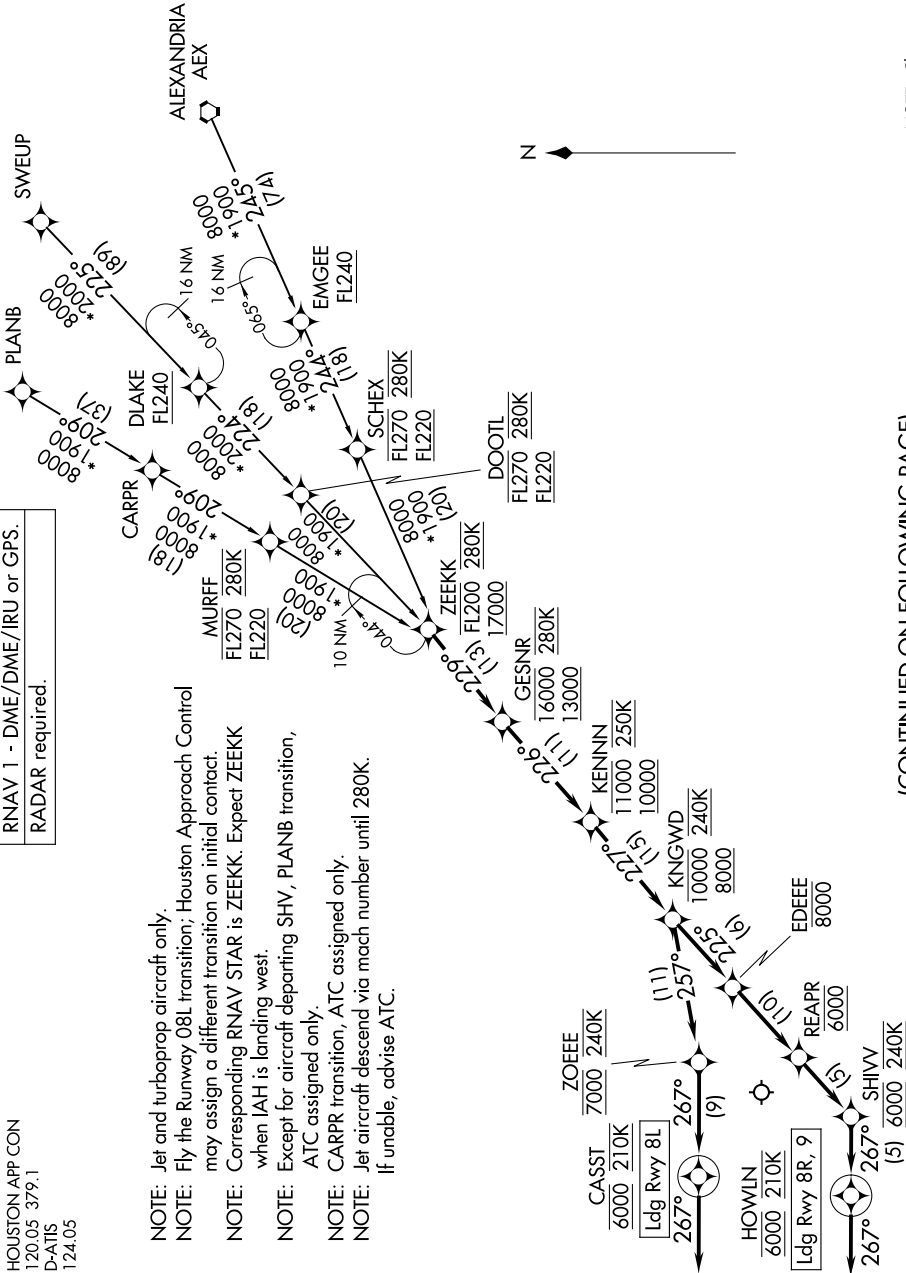 HOUSTON APP CON
120.05 379.1
D-ATIS
124.05
RNAV 1 - DME/DME/IRU or GPS.
RADAR required.
NOTE: Jet and turboprop aircraft only.
NOTE: Fly the Runway 08L transition; Houston Approach Control
may assign a different transition on initial contact.
NOTE: Corresponding RNAV STAR is ZEEKK. Expect ZEEKK
when IAH is landing west.
NOTE: Except for aircraft departing SHV, PLANB transition,
ATC assigned only.
NOTE: CARPR transition, ATC assigned only.
NOTE: Jet aircraft descend via mach number until 280K.
If unable, advise ATC.
PLANB
SWEUP
ALEXANDRIA
AEX
8000
*1900
209°
(37)
8000
*2000
225°
(89)
8000
*1900
245°
(74)
CARPR
DLAKE
FL240
045°
16 NM
16 NM
065°
EMGEE
FL240
(18)
8000
*1900
209°
8000
*2000
224°
(18)
8000
*1900
244°
(18)
MURFF
FL270 280K
FL220
SCHEX
FL270 280K
FL220
DOOTL 280K
FL270
FL220
(20)
8000
*1900
8000
*1900
(20)
8000
*1900
(20)
10 NM
044°
ZEEKK
FL200 280K
17000
229°
(13)
GESNR
16000 280K
13000
226°
(11)
KENNN
11000 250K
10000
227°
(15)
KNGWD
10000 240K
8000
N
(11)
257°
225°
(6)
EDEEE
8000
ZOEEE
7000 240K
267°
(9)
CASST
6000 210K
Ldg Rwy 8L
267°
(10)
REAPR
6000
(5)
SHIVV
6000 240K
267°
(5)
HOWLN
6000 210K
Ldg Rwy 8R, 9
267°
(CONTINUED ON FOLLOWING PAGE)